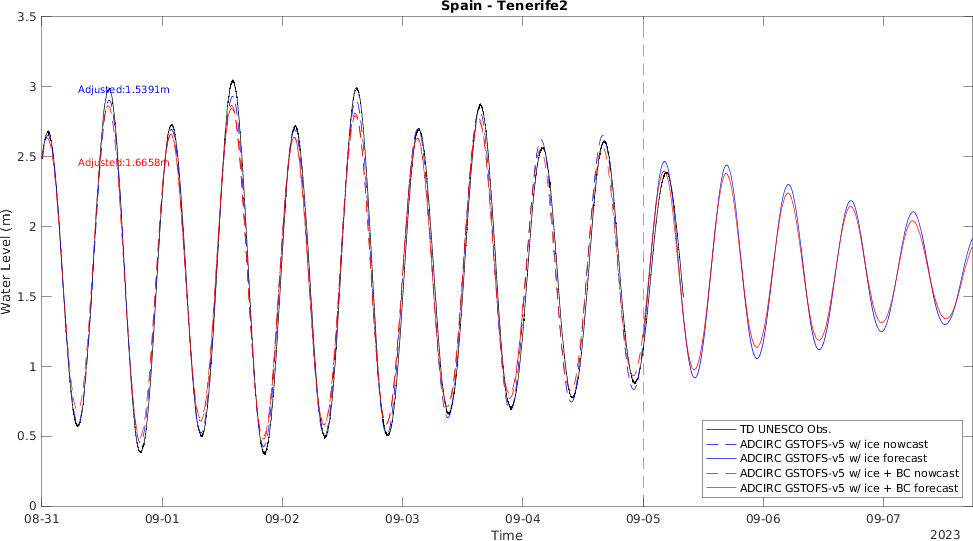 Spain - Tenerife2
3.5
3
2.5
2
1.5
1
0.5
0
Water Level (m)
Adjusted:1.5391m
Adjusted:1.6658m
TD UNESCO Obs.
ADCIRC GSTOFS-v5 w/ ice nowcast
ADCIRC GSTOFS-v5 w/ ice forecast
ADCIRC GSTOFS-v5 w/ ice + BC nowcast
ADCIRC GSTOFS-v5 w/ ice + BC forecast
08-31 09-01 09-02 09-03 09-04 09-05 09-06 09-07
Time
2023